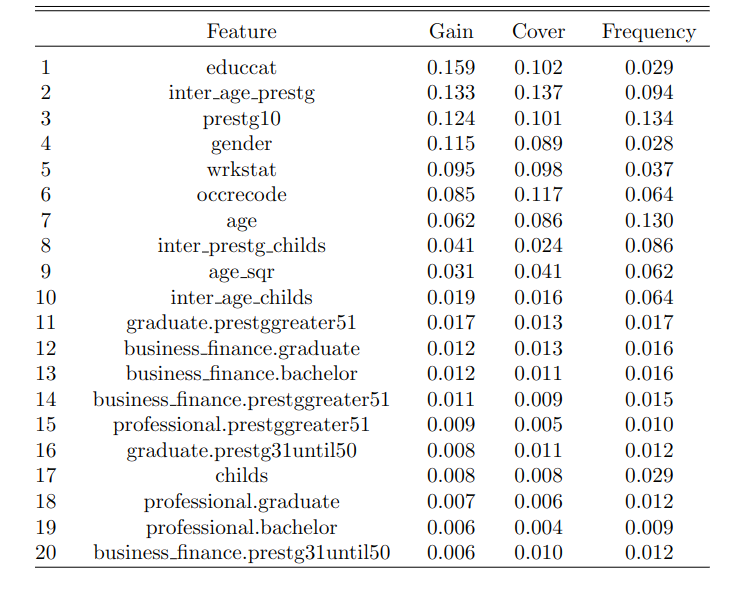 Feature Gain Cover Frequency
1 educcat 0.159 0.102 0.029
2 inter_age_prestg 0.133 0.137 0.094
3 prestg10 0.124 0.101 0.134
4 gender 0.115 0.089 0.028
5 wrkstat 0.095 0.098 0.037
6 occrecode 0.085 0.117 0.064
7 age 0.062 0.086 0.130
8 inter_prestg_childs 0.041 0.024 0.086
9 age_sqr 0.031 0.041 0.062
10 inter_age_childs 0.019 0.016 0.064
11 graduate.prestggreater51 0.017 0.013 0.017
12 business_finance.graduate 0.012 0.013 0.016
13 business_finance.bachelor 0.012 0.011 0.016
14 business_finance.prestggreater51 0.011 0.009 0.015
15 professional.prestggreater51 0.009 0.005 0.010
16 graduate.prestg31until50 0.008 0.011 0.012
17 childs 0.008 0.008 0.029
18 professional.graduate 0.007 0.006 0.012
19 professional.bachelor 0.006 0.004 0.009
20 business_finance.prestg31until50 0.006 0.010 0.012